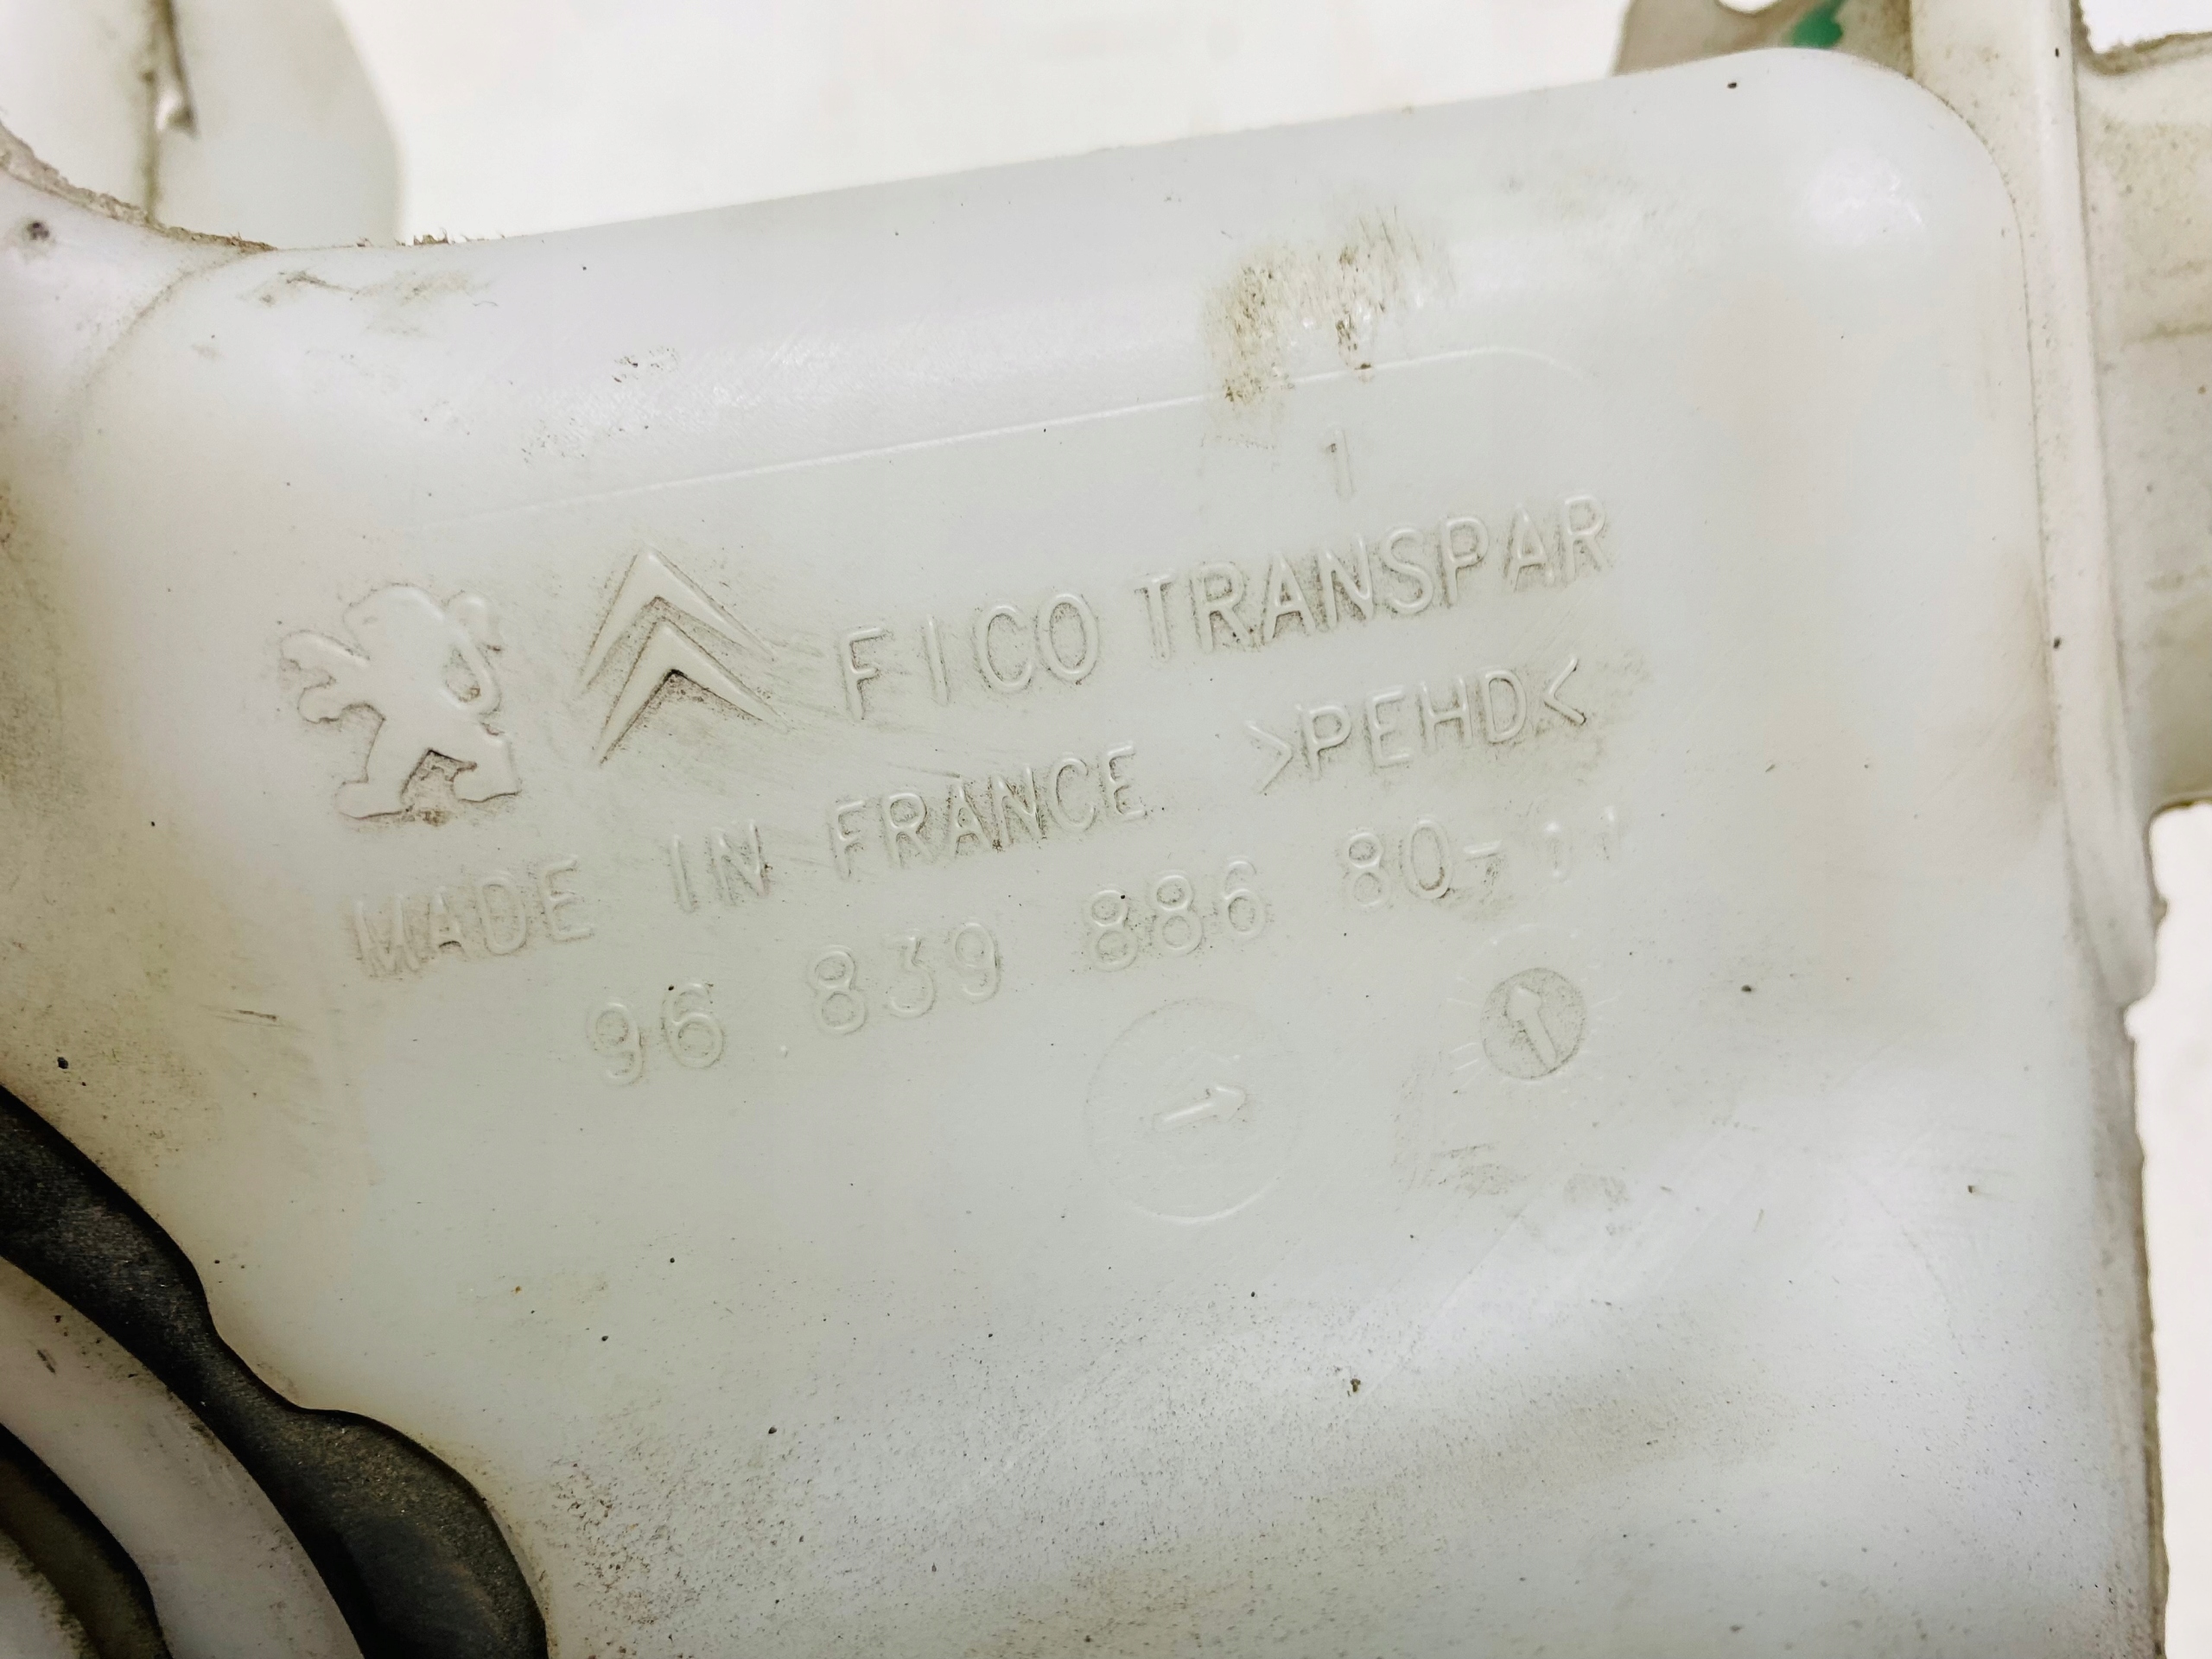 1
FICO TRANSPAR
MADE IN FRANCE >PEHD<
96 839 886 80-